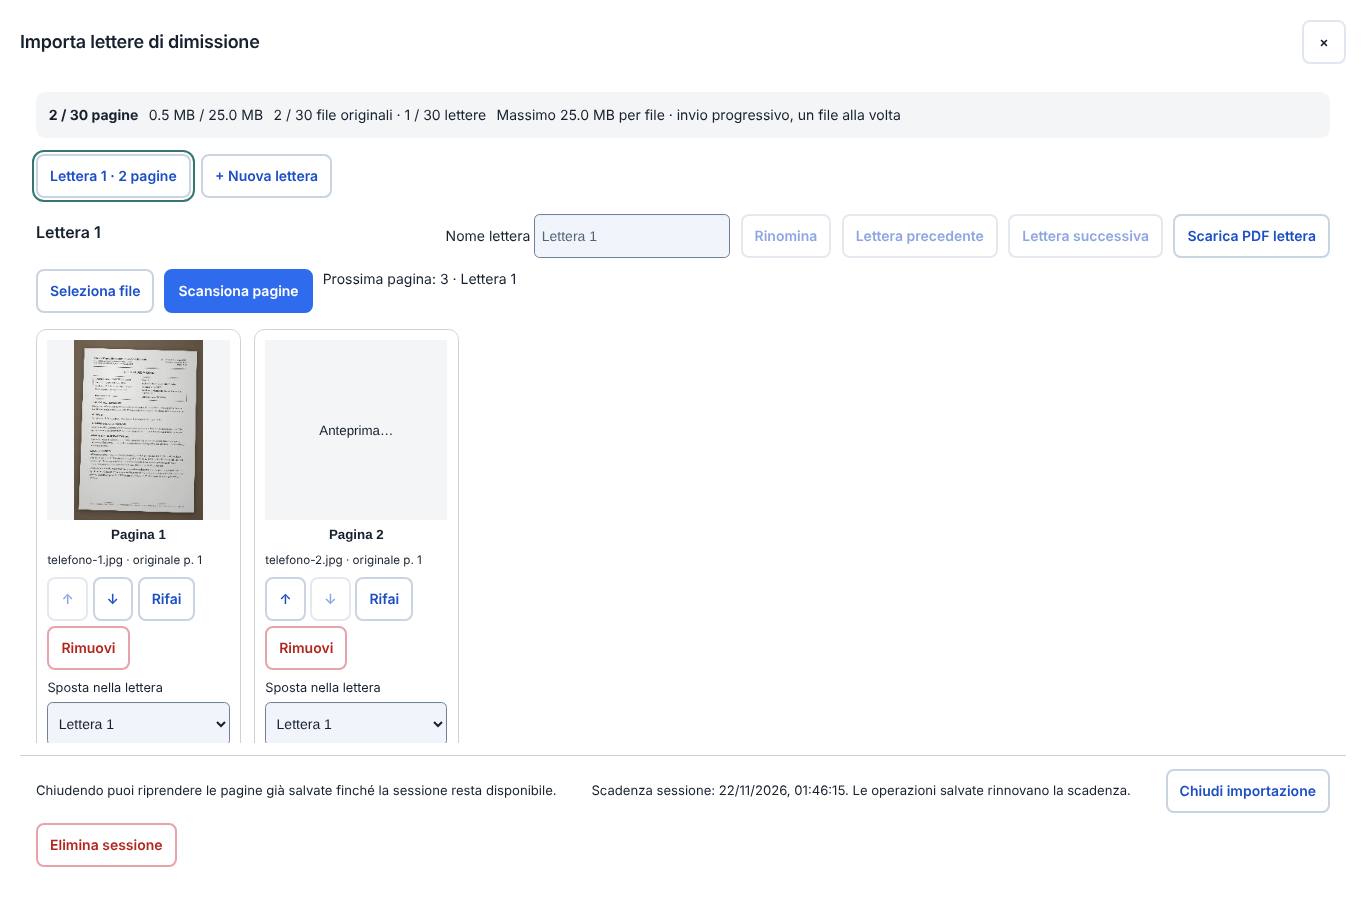 Importa lettere di dimissione
×
2 / 30 pagine 0.5 MB / 25.0 MB 2 / 30 file originali · 1 / 30 lettere Massimo 25.0 MB per file · invio progressivo, un file alla volta
Lettera 1 · 2 pagine + Nuova lettera
Lettera 1 Nome lettera Lettera 1 Rinomina Lettera precedente Lettera successiva Scarica PDF lettera
Seleziona file Scansiona pagine Prossima pagina: 3 · Lettera 1
Anteprima…
Pagina 1 Pagina 2
telefono-1.jpg · originale p. 1 telefono-2.jpg · originale p. 1
↑ ↓ Rifai ↑ ↓ Rifai
Rimuovi Rimuovi
Sposta nella lettera Sposta nella lettera
Lettera 1 Lettera 1
Chiudendo puoi riprendere le pagine già salvate finché la sessione resta disponibile. Scadenza sessione: 22/11/2026, 01:46:15. Le operazioni salvate rinnovano la scadenza. Chiudi importazione
Elimina sessione